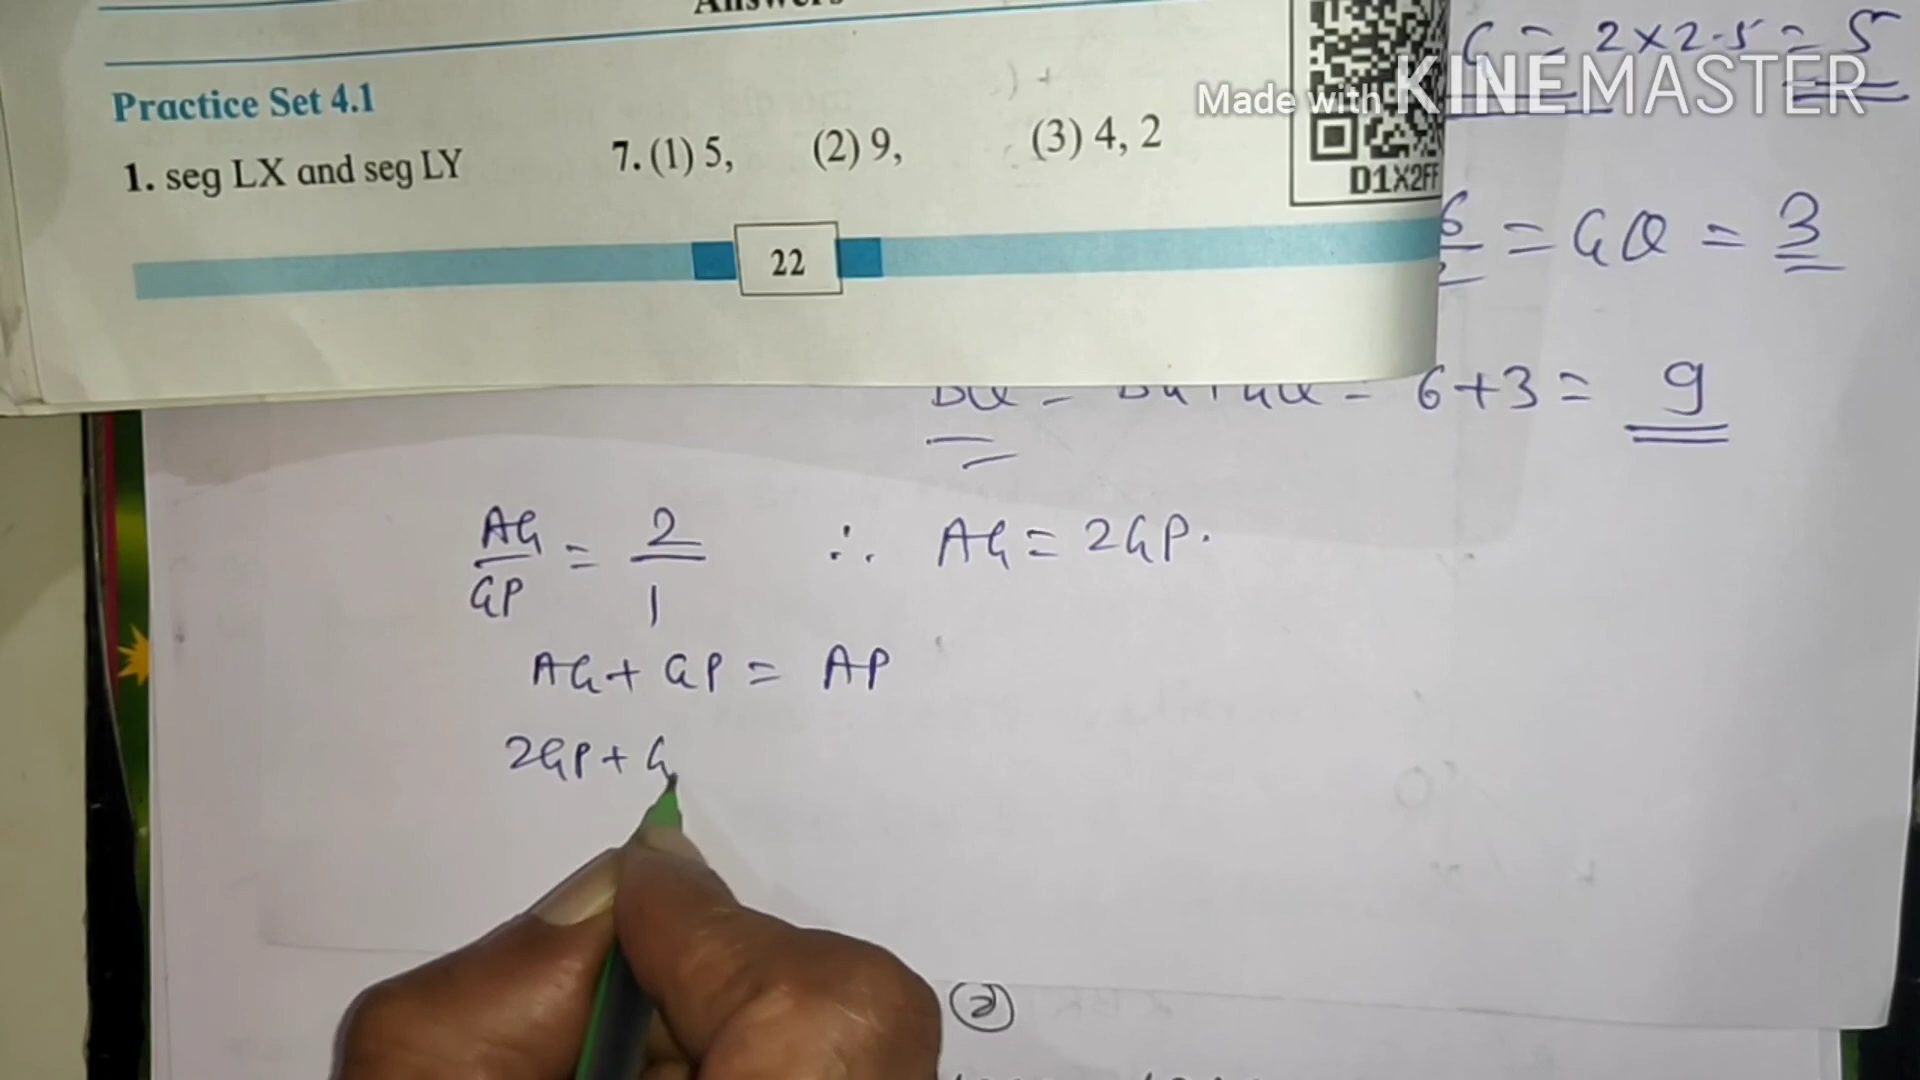 Answers
Practice Set 4.1
1. seg LX and seg LY 7. (1) 5, (2) 9, (3) 4, 2
D1X2FF
22
Made with KINEMASTER
G = 2 × 2.5 = 5
6 = GQ = 3
= 6 + 3 = 9
AG/GP = 2/1 ∴ AG = 2GP.
AG + GP = AP
2GP + G
2